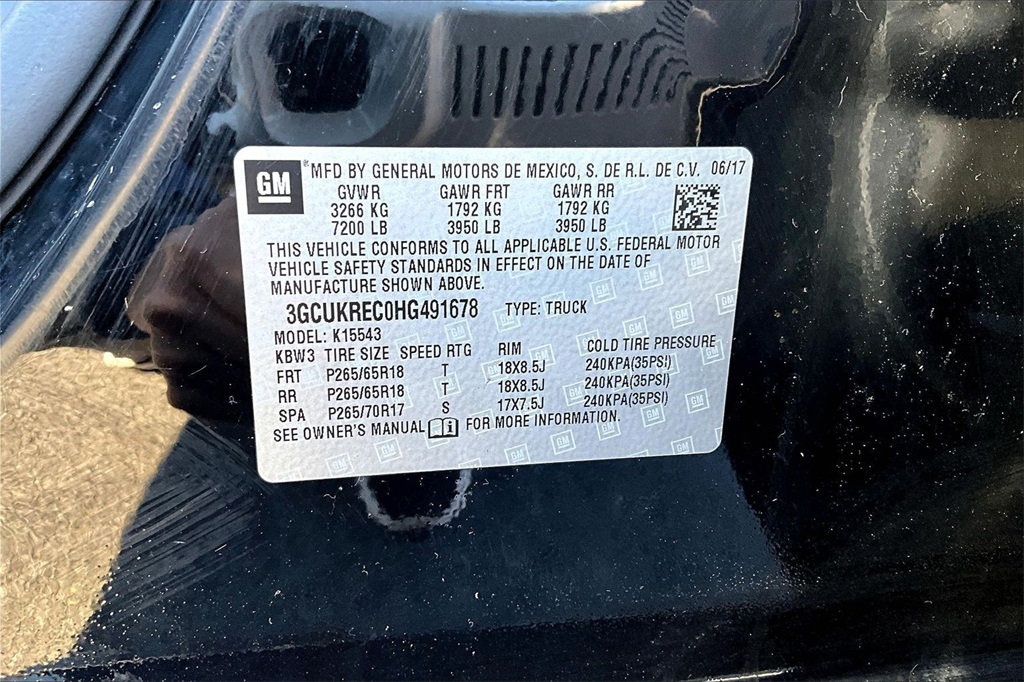 GM ® MFD BY GENERAL MOTORS DE MEXICO, S. DE R.L. DE C.V. 06/17
GVWR GAWR FRT GAWR RR
3266 KG 1792 KG 1792 KG
7200 LB 3950 LB 3950 LB
THIS VEHICLE CONFORMS TO ALL APPLICABLE U.S. FEDERAL MOTOR
VEHICLE SAFETY STANDARDS IN EFFECT ON THE DATE OF
MANUFACTURE SHOWN ABOVE.
3GCUKREC0HG491678 TYPE: TRUCK
MODEL: K15543
KBW3 TIRE SIZE SPEED RTG RIM COLD TIRE PRESSURE
FRT P265/65R18 T 18X8.5J 240KPA(35PSI)
RR P265/65R18 T 18X8.5J 240KPA(35PSI)
SPA P265/70R17 S 17X7.5J 240KPA(35PSI)
SEE OWNER'S MANUAL i FOR MORE INFORMATION.